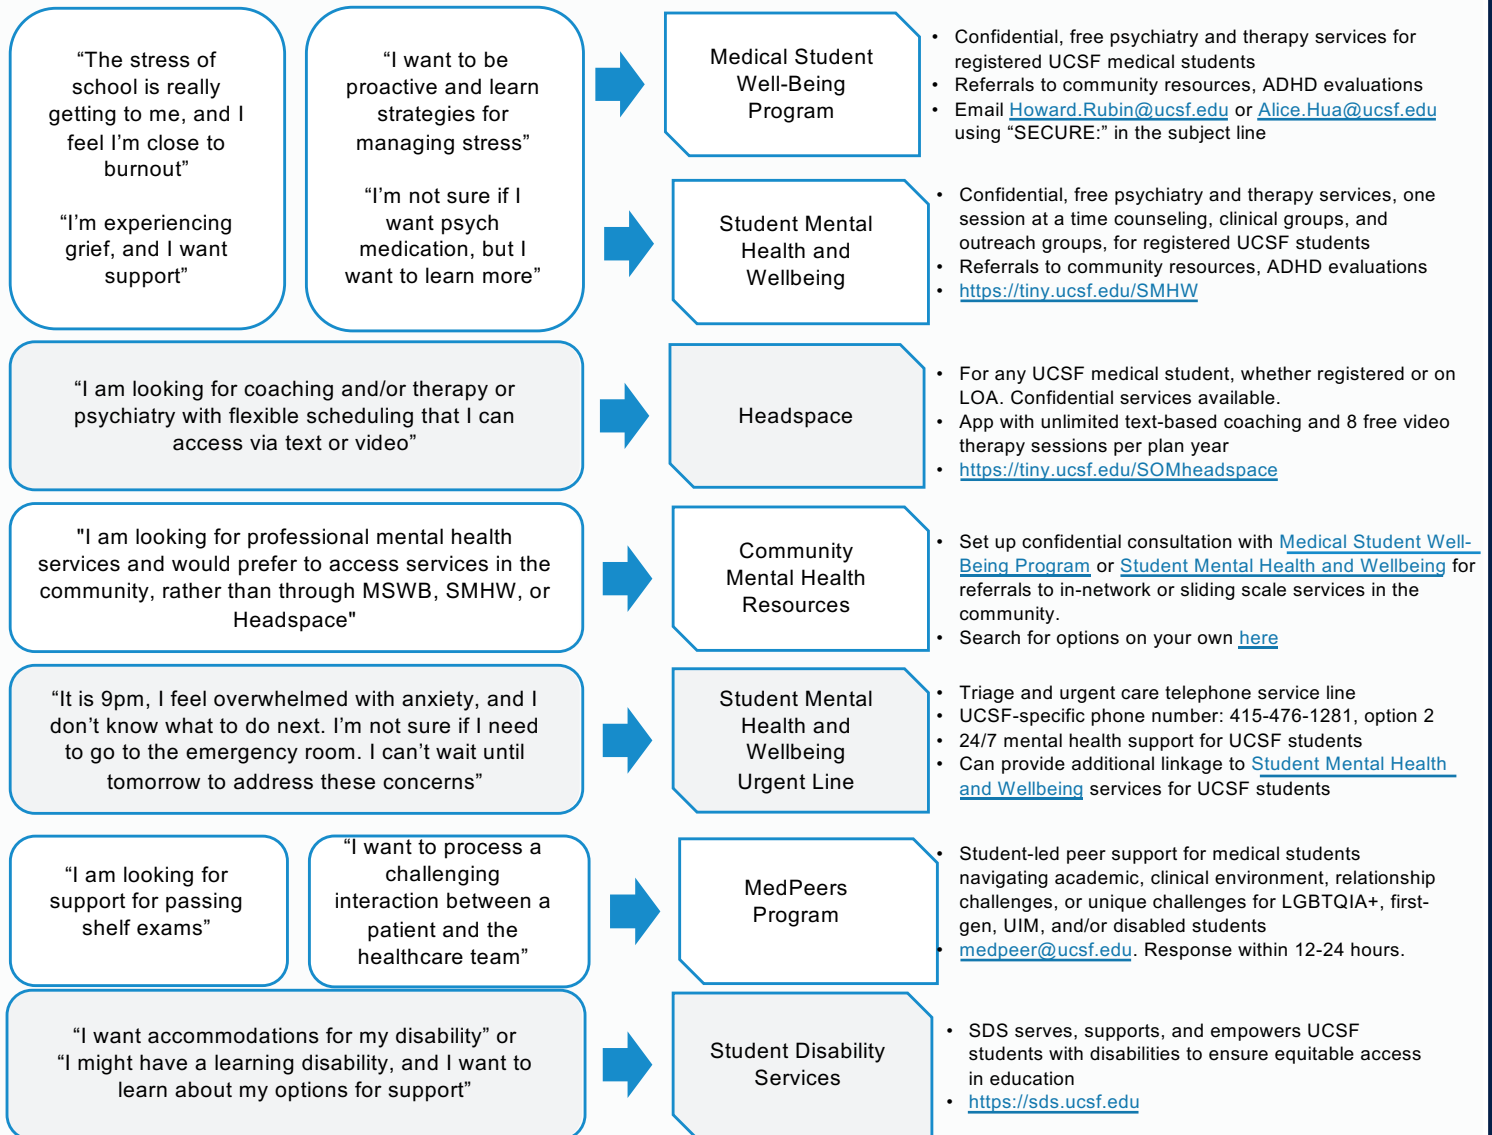 “The stress of
school is really
getting to me, and I
feel I’m close to
burnout”
“I’m experiencing
grief, and I want
support”
“I want to be
proactive and learn
strategies for
managing stress”
“I’m not sure if I
want psych
medication, but I
want to learn more”
Medical Student
Well-Being
Program
• Confidential, free psychiatry and therapy services for
registered UCSF medical students
• Referrals to community resources, ADHD evaluations
• Email Howard.Rubin@ucsf.edu or Alice.Hua@ucsf.edu
using “SECURE:” in the subject line
Student Mental
Health and
Wellbeing
• Confidential, free psychiatry and therapy services, one
session at a time counseling, clinical groups, and
outreach groups, for registered UCSF students
• Referrals to community resources, ADHD evaluations
• https://tiny.ucsf.edu/SMHW
“I am looking for coaching and/or therapy or
psychiatry with flexible scheduling that I can
access via text or video”
Headspace
• For any UCSF medical student, whether registered or on
LOA. Confidential services available.
• App with unlimited text-based coaching and 8 free video
therapy sessions per plan year
• https://tiny.ucsf.edu/SOMheadspace
"I am looking for professional mental health
services and would prefer to access services in the
community, rather than through MSWB, SMHW, or
Headspace"
Community
Mental Health
Resources
• Set up confidential consultation with Medical Student Well-
Being Program or Student Mental Health and Wellbeing for
referrals to in-network or sliding scale services in the
community.
• Search for options on your own here
“It is 9pm, I feel overwhelmed with anxiety, and I
don’t know what to do next. I’m not sure if I need
to go to the emergency room. I can’t wait until
tomorrow to address these concerns”
Student Mental
Health and
Wellbeing
Urgent Line
• Triage and urgent care telephone service line
• UCSF-specific phone number: 415-476-1281, option 2
• 24/7 mental health support for UCSF students
• Can provide additional linkage to Student Mental Health
and Wellbeing services for UCSF students
“I am looking for
support for passing
shelf exams”
“I want to process a
challenging
interaction between a
patient and the
healthcare team”
MedPeers
Program
• Student-led peer support for medical students
navigating academic, clinical environment, relationship
challenges, or unique challenges for LGBTQIA+, first-
gen, UIM, and/or disabled students
• medpeer@ucsf.edu. Response within 12-24 hours.
“I want accommodations for my disability” or
“I might have a learning disability, and I want to
learn about my options for support”
Student Disability
Services
• SDS serves, supports, and empowers UCSF
students with disabilities to ensure equitable access
in education
• https://sds.ucsf.edu